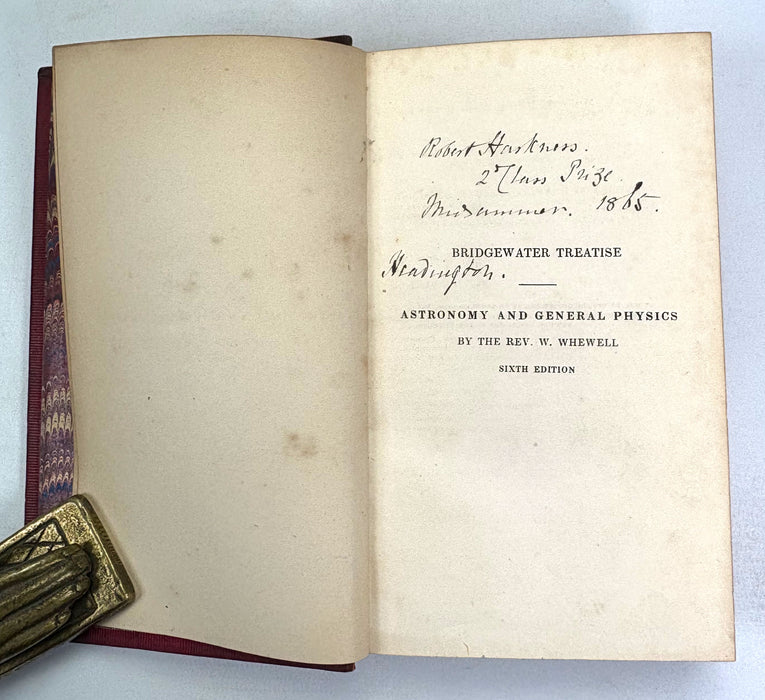 Robert Harkness.
2d Class Prize.
Midsummer. 1865.
BRIDGEWATER TREATISE
Headington.
ASTRONOMY AND GENERAL PHYSICS
BY THE REV. W. WHEWELL
SIXTH EDITION